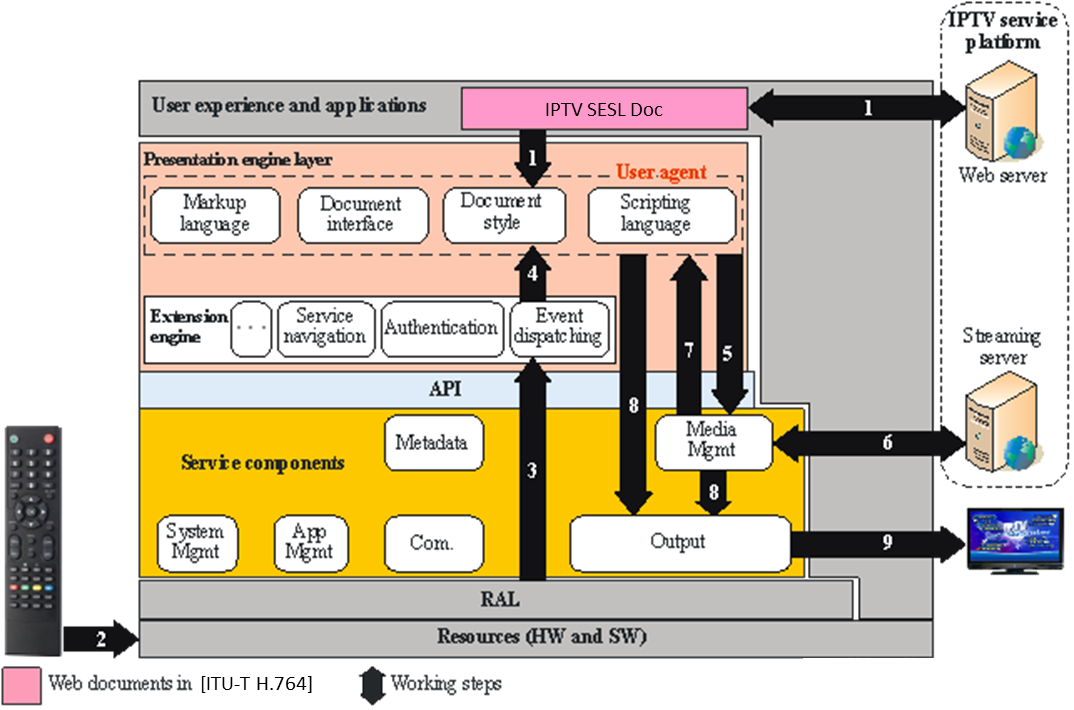 IPTV service
platform
User experience and applications
IPTV SESL Doc
1
Web server
Presentation engine layer
1
User agent
Markup
language
Document
interface
Document
style
Scripting
language
4
Extension
engine
. . .
Service
navigation
Authentication
Event
dispatching
8
7
5
Streaming
server
API
Metadata
Media
Mgmt
6
Service components
3
8
System
Mgmt
App
Mgmt
Com.
Output
9
RAL
2
Resources (HW and SW)
Web documents in [ITU-T H.764]
Working steps